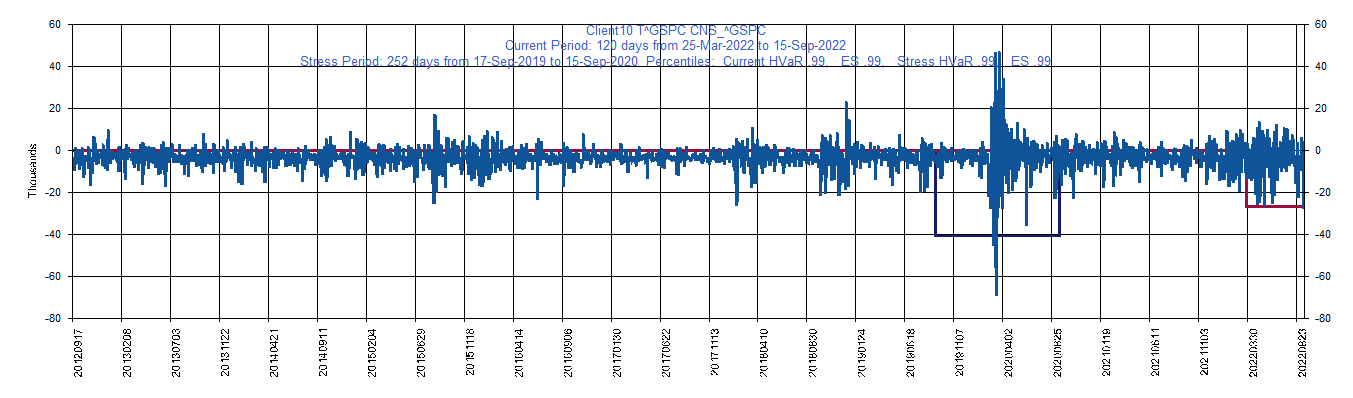 Client10 T^GSPC CNS_^GSPC
Current Period: 120 days from 25-Mar-2022 to 15-Sep-2022
Stress Period: 252 days from 17-Sep-2019 to 15-Sep-2020 Percentiles: Current HVaR .99, ES .99, Stress HVaR .99, ES .99
60 60
40 40
20 20
0 0
-20 -20
-40 -40
-60 -60
-80 -80
Thousands
20120917 20130208 20130703 20131122 20140421 20140911 20150204 20150629 20151118 20160414 20160906 20170130 20170622 20171113 20180410 20180830 20190124 20190618 20191107 20200402 20200825 20210119 20210611 20211103 20220330 20220823